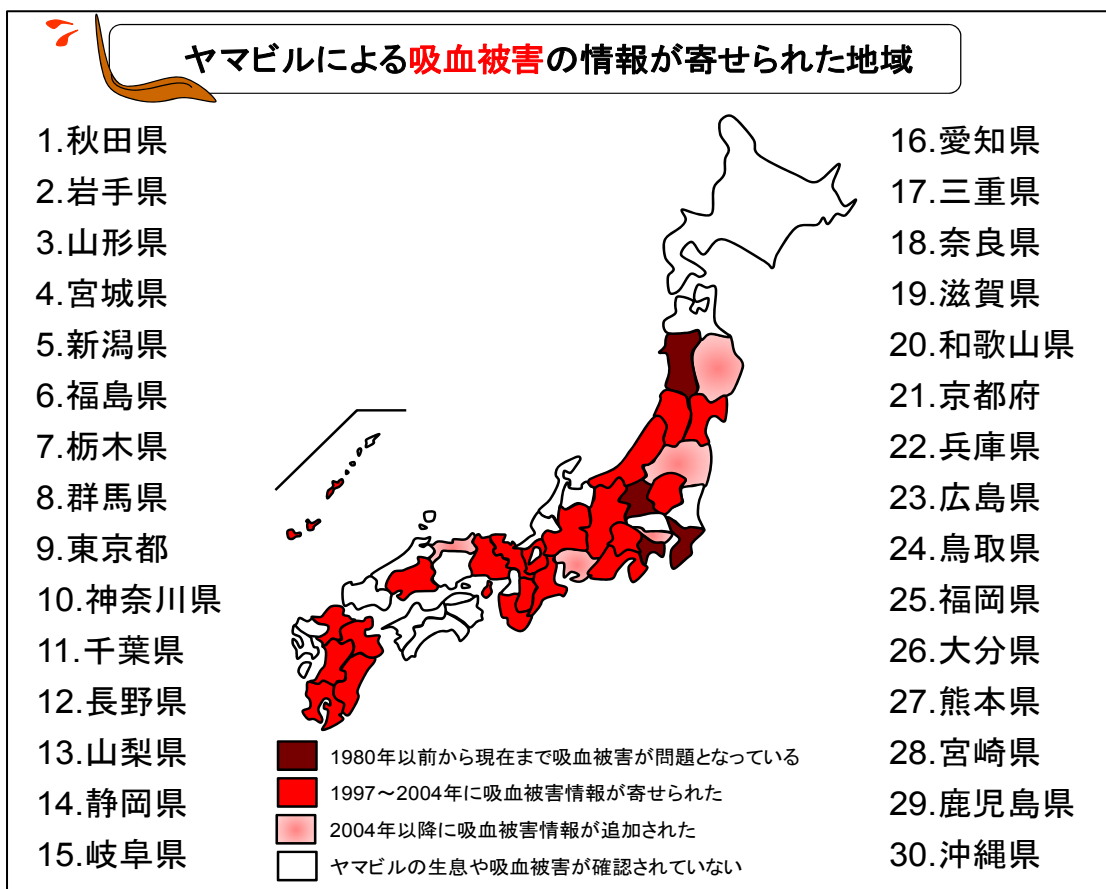 ヤマビルによる吸血被害の情報が寄せられた地域
1.秋田県
2.岩手県
3.山形県
4.宮城県
5.新潟県
6.福島県
7.栃木県
8.群馬県
9.東京都
10.神奈川県
11.千葉県
12.長野県
13.山梨県
14.静岡県
15.岐阜県
16.愛知県
17.三重県
18.奈良県
19.滋賀県
20.和歌山県
21.京都府
22.兵庫県
23.広島県
24.鳥取県
25.福岡県
26.大分県
27.熊本県
28.宮崎県
29.鹿児島県
30.沖縄県
1980年以前から現在まで吸血被害が問題となっている
1997～2004年に吸血被害情報が寄せられた
2004年以降に吸血被害情報が追加された
ヤマビルの生息や吸血被害が確認されていない